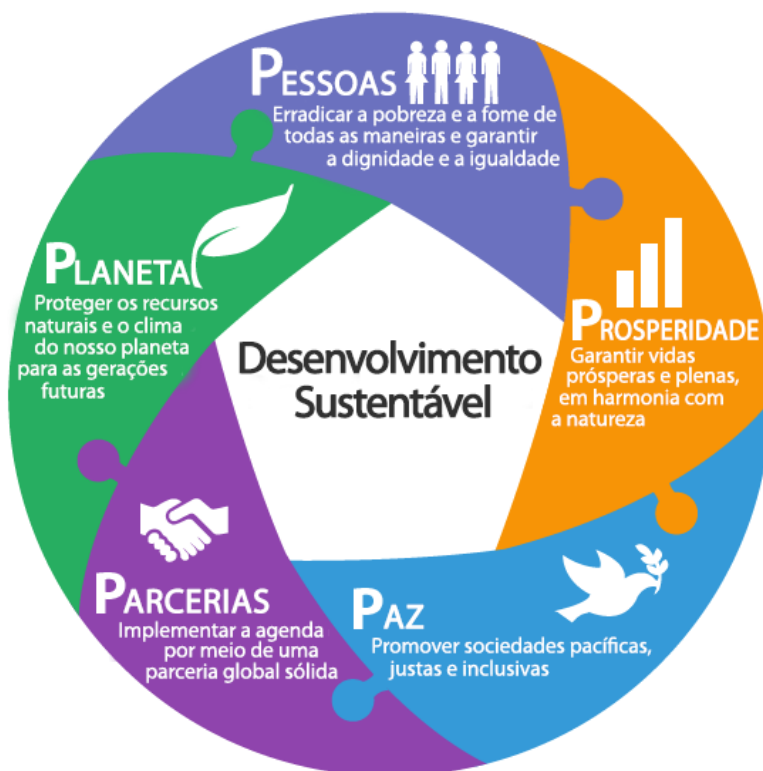 PESSOAS
Erradicar a pobreza e a fome de
todas as maneiras e garantir
a dignidade e a igualdade
PROSPERIDADE
Garantir vidas
prósperas e plenas,
em harmonia com
a natureza
PAZ
Promover sociedades pacíficas,
justas e inclusivas
PARCERIAS
Implementar a agenda
por meio de uma
parceria global sólida
PLANETA
Proteger os recursos
naturais e o clima
do nosso planeta
para as gerações
futuras
Desenvolvimento
Sustentável